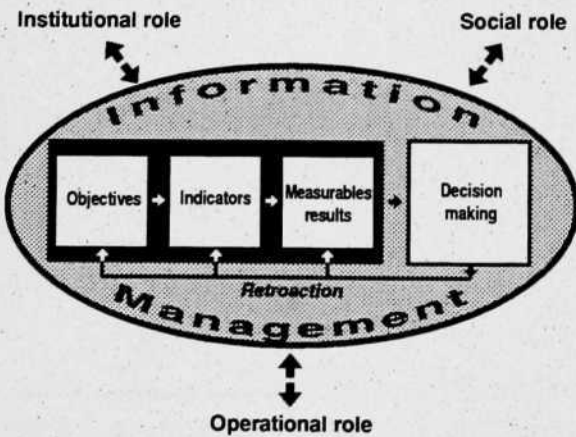 Institutional role
Social role
Information
Objectives
Indicators
Measurables
results
Decision
making
Retroaction
Management
Operational role